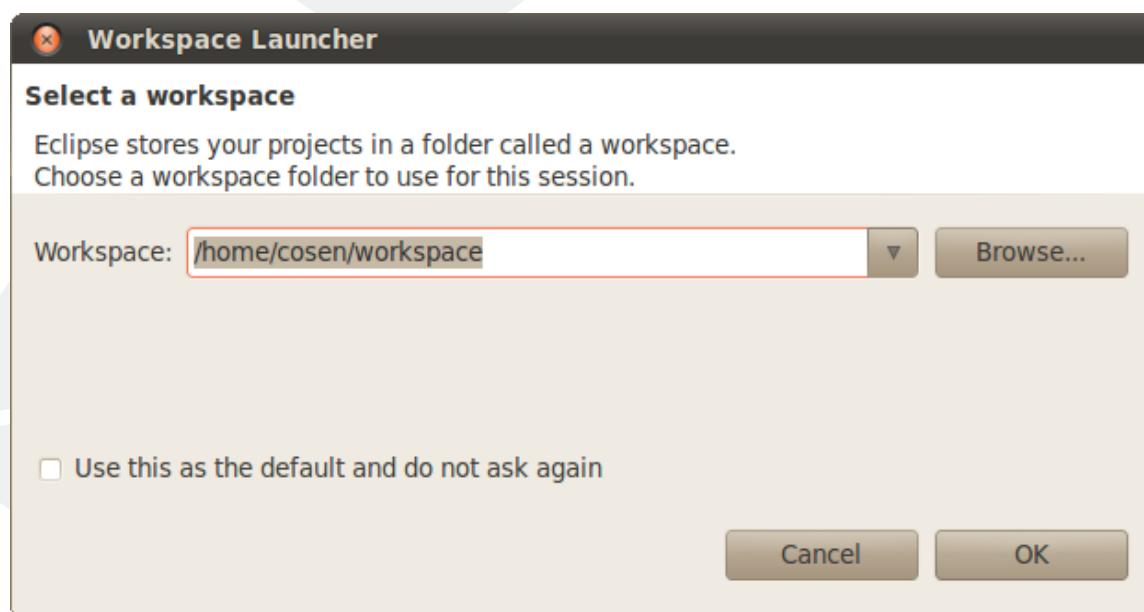 Workspace Launcher
Select a workspace
Eclipse stores your projects in a folder called a workspace.
Choose a workspace folder to use for this session.
Workspace: /home/cosen/workspace Browse...
Use this as the default and do not ask again
Cancel OK